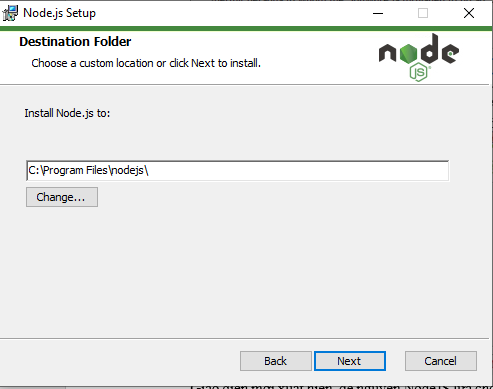 Node.js Setup
Destination Folder
Choose a custom location or click Next to install.
node
JS
Install Node.js to:
C:\Program Files\nodejs\
Change...
Back
Next
Cancel